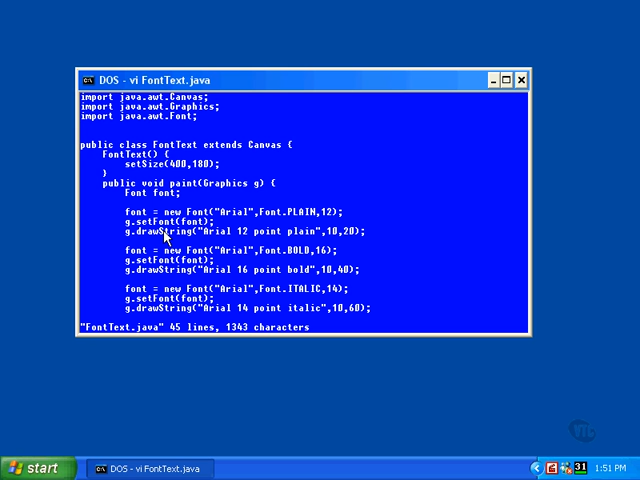 DOS - vi FontText.java
import java.awt.Canvas;
import java.awt.Graphics;
import java.awt.Font;
public class FontText extends Canvas {
FontText() {
setSize(400,180);
}
public void paint(Graphics g) {
Font font;
font = new Font("Arial",Font.PLAIN,12);
g.setFont(font);
g.drawString("Arial 12 point plain",10,20);
font = new Font("Arial",Font.BOLD,16);
g.setFont(font);
g.drawString("Arial 16 point bold",10,40);
font = new Font("Arial",Font.ITALIC,14);
g.setFont(font);
g.drawString("Arial 14 point italic",10,60);
"FontText.java" 45 lines, 1343 characters
start
DOS - vi FontText.java
31
1:51 PM